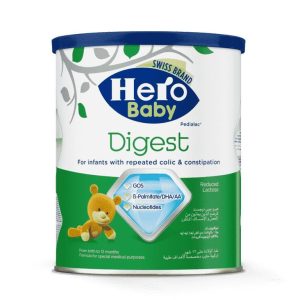 SWISS BRAND
Hero
Baby
Pedialac
Digest
For infants with repeated colic & constipation
GOS
ß-Palmitate/DHA/AA
Nucleotides
Reduced
Lactose
From birth to 12 months
Formula for special medical purposes